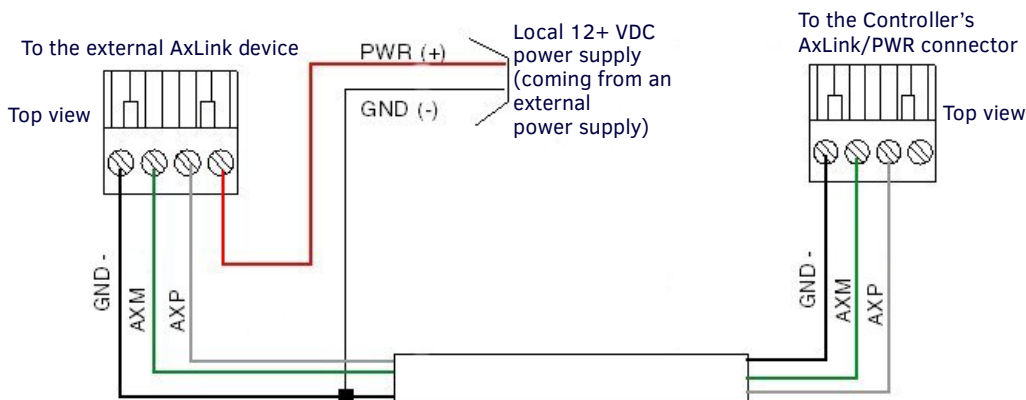 To the external AxLink device
Top view
PWR (+)
GND (-)
Local 12+ VDC
power supply
(coming from an
external
power supply)
To the Controller's
AxLink/PWR connector
Top view
GND -
AXM
AXP
GND -
AXM
AXP